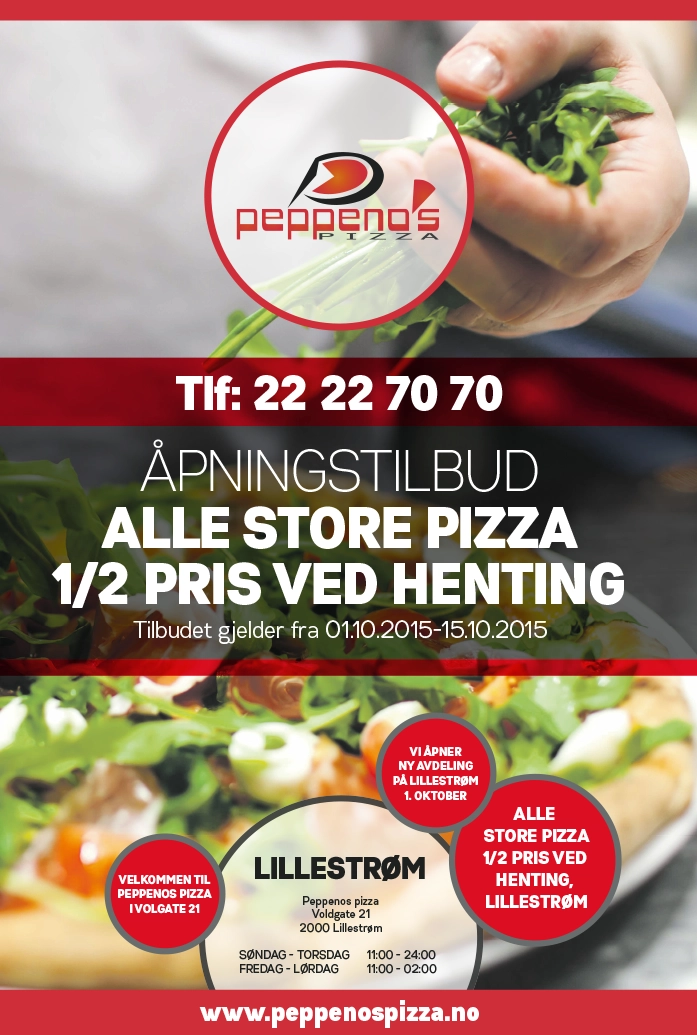 peppeno's
PIZZA
Tlf: 22 22 70 70
ÅPNINGSTILBUD
ALLE STORE PIZZA
1/2 PRIS VED HENTING
Tilbudet gjelder fra 01.10.2015-15.10.2015
VI ÅPNER
NY AVDELING
PÅ LILLESTRØM
1. OKTOBER
ALLE
STORE PIZZA
1/2 PRIS VED
HENTING,
LILLESTRØM
VELKOMMEN TIL
PEPPENOS PIZZA
I VOLGATE 21
LILLESTRØM
Peppenos pizza
Voldgate 21
2000 Lillestrøm
SØNDAG - TORSDAG 11:00 - 24:00
FREDAG - LØRDAG 11:00 - 02:00
www.peppenospizza.no